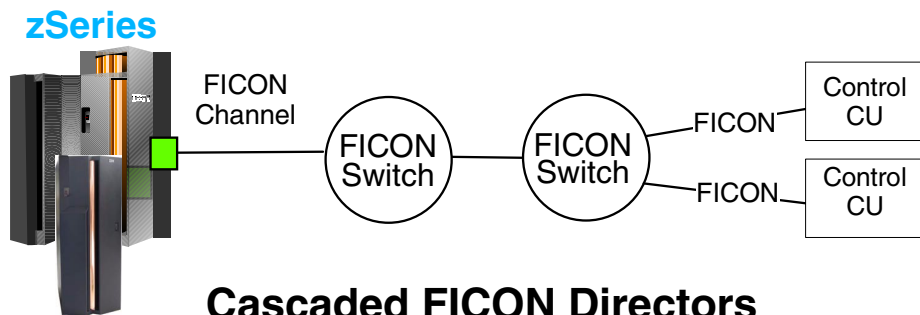 zSeries
FICON
Channel
FICON
Switch
FICON
Switch
FICON
Control
CU
FICON
Control
CU
Cascaded FICON Directors